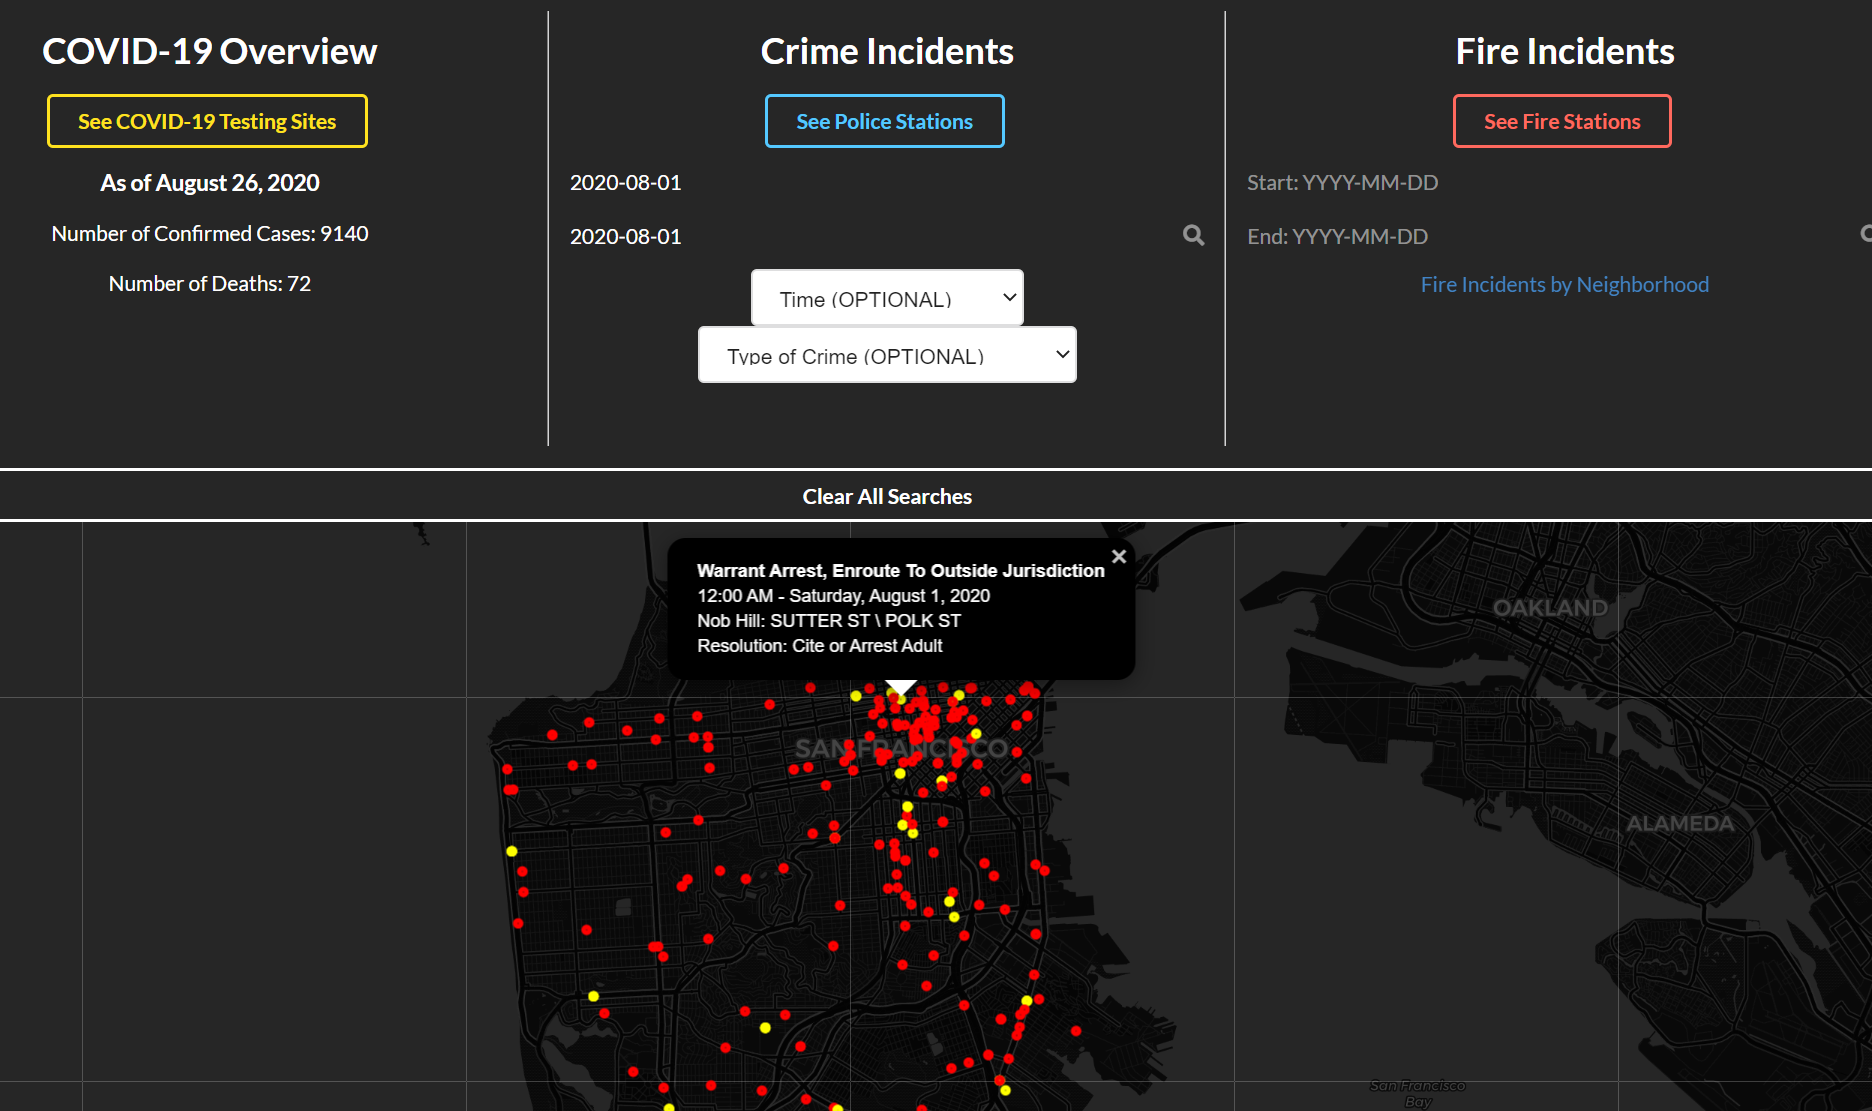 COVID-19 Overview
See COVID-19 Testing Sites
As of August 26, 2020
Number of Confirmed Cases: 9140
Number of Deaths: 72
Crime Incidents
See Police Stations
2020-08-01
2020-08-01
Time (OPTIONAL)
Type of Crime (OPTIONAL)
Fire Incidents
See Fire Stations
Start: YYYY-MM-DD
End: YYYY-MM-DD
Fire Incidents by Neighborhood
Clear All Searches
Warrant Arrest, Enroute To Outside Jurisdiction
12:00 AM - Saturday, August 1, 2020
Nob Hill: SUTTER ST \ POLK ST
Resolution: Cite or Arrest Adult
OAKLAND
SAN FRANCISCO
ALAMEDA
San Francisco
Bay